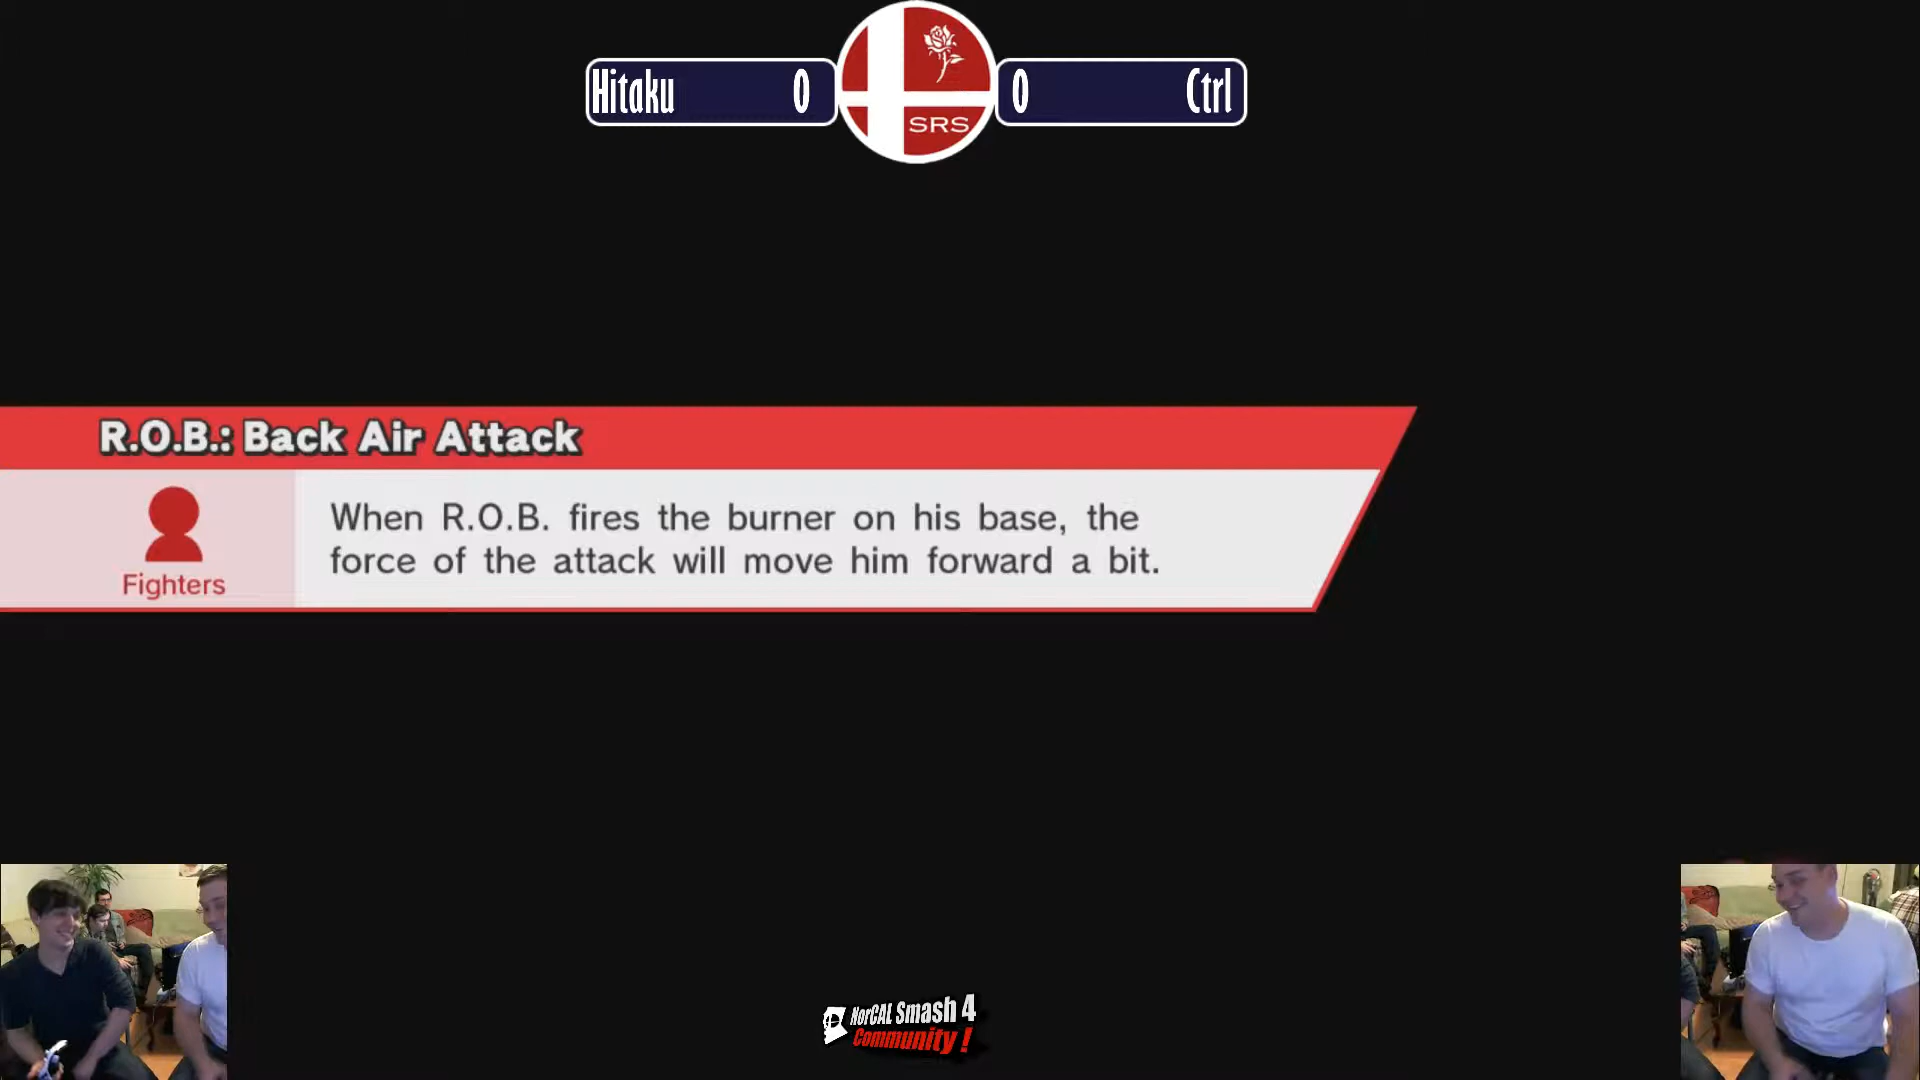 Hitaku 0
0 Ctrl
SRS
R.O.B.: Back Air Attack
When R.O.B. fires the burner on his base, the
force of the attack will move him forward a bit.
Fighters
NorCAL Smash 4
Community !